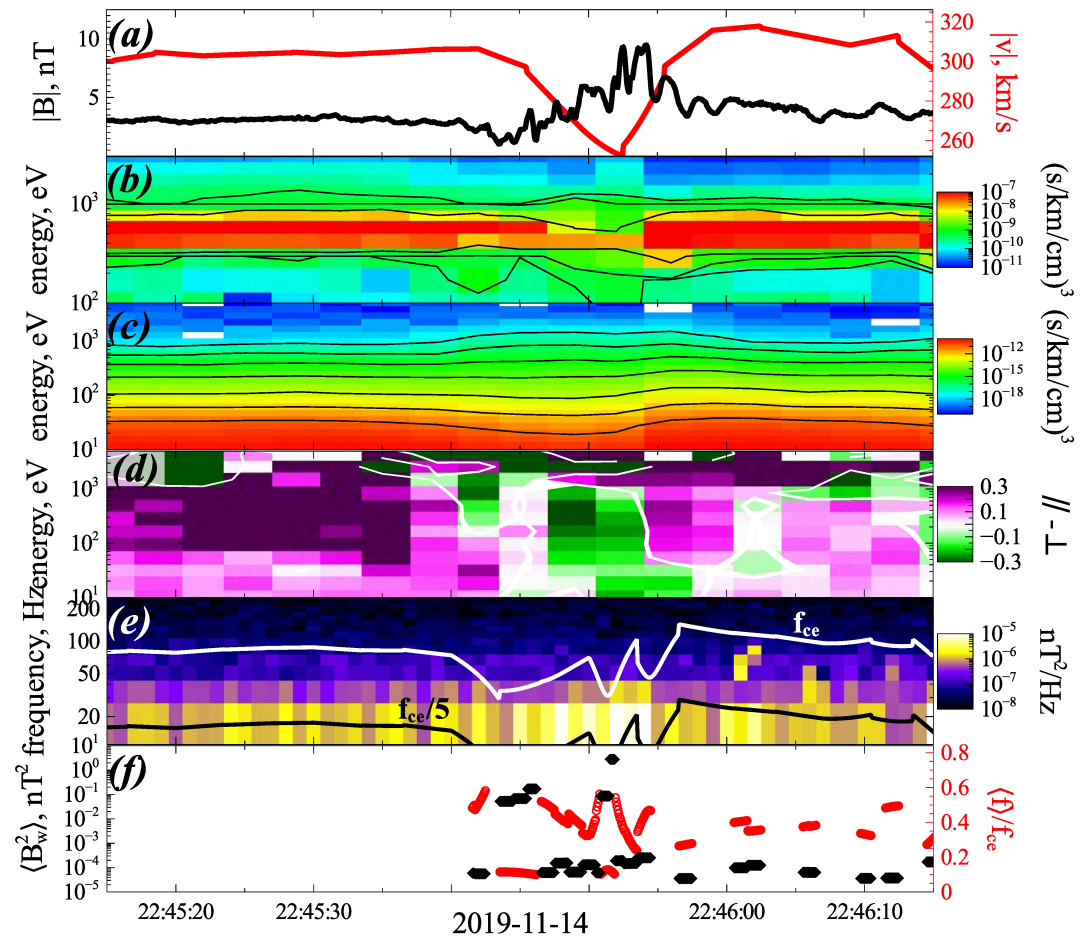 (a)
10
5
|B|, nT
320
300
280
260
|v|, km/s
(b)
10³
10²
energy, eV
10⁻⁷
10⁻⁸
10⁻⁹
10⁻¹⁰
10⁻¹¹
(s/km/cm)³
(c)
10³
10²
10¹
energy, eV
10⁻¹²
10⁻¹⁵
10⁻¹⁸
(s/km/cm)³
(d)
10³
10²
10¹
energy, eV
0.3
0.1
−0.1
−0.3
// -⊥
(e)
200
100
50
20
10¹
frequency, Hz
f_ce
f_ce/5
10⁻⁵
10⁻⁶
10⁻⁷
10⁻⁸
nT²/Hz
(f)
10⁰
10⁻¹
10⁻²
10⁻³
10⁻⁴
10⁻⁵
⟨B²_w⟩, nT²
0.8
0.6
0.4
0.2
0
⟨f⟩/f_ce
22:45:20
22:45:30
2019-11-14
22:46:00
22:46:10